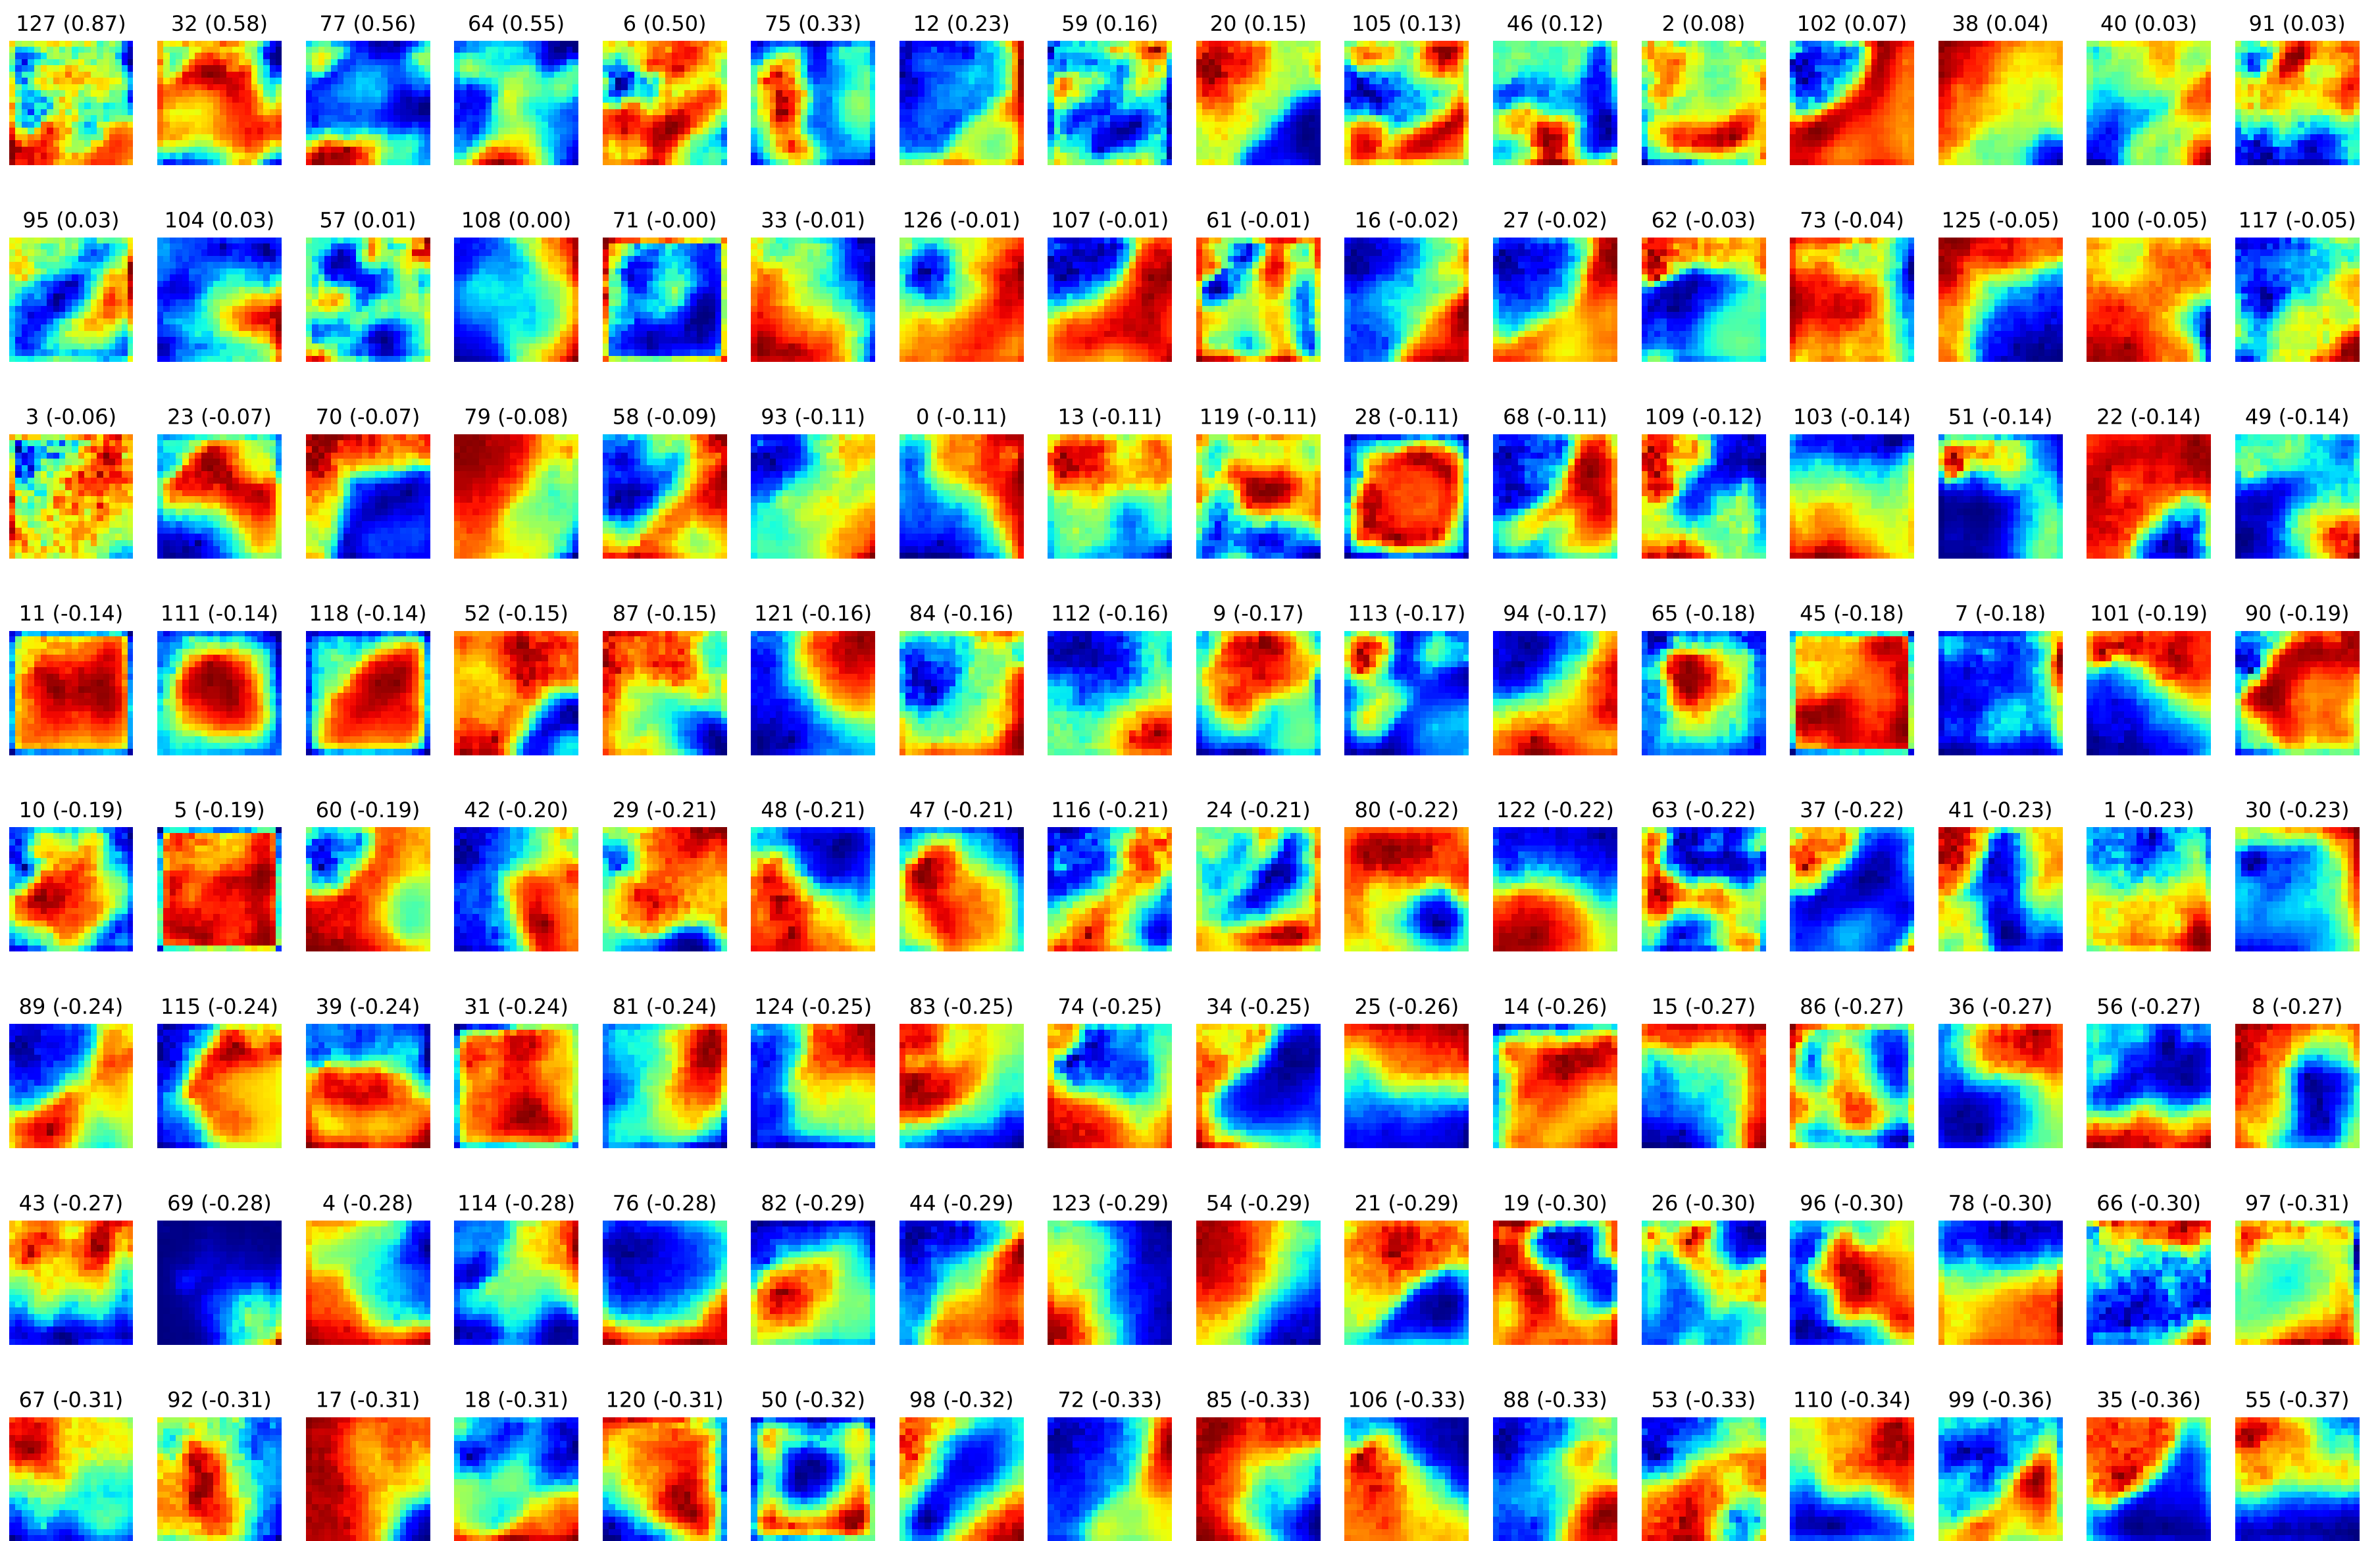 127 (0.87) 32 (0.58) 77 (0.56) 64 (0.55) 6 (0.50) 75 (0.33) 12 (0.23) 59 (0.16) 20 (0.15) 105 (0.13) 46 (0.12) 2 (0.08) 102 (0.07) 38 (0.04) 40 (0.03) 91 (0.03)
95 (0.03) 104 (0.03) 57 (0.01) 108 (0.00) 71 (-0.00) 33 (-0.01) 126 (-0.01) 107 (-0.01) 61 (-0.01) 16 (-0.02) 27 (-0.02) 62 (-0.03) 73 (-0.04) 125 (-0.05) 100 (-0.05) 117 (-0.05)
3 (-0.06) 23 (-0.07) 70 (-0.07) 79 (-0.08) 58 (-0.09) 93 (-0.11) 0 (-0.11) 13 (-0.11) 119 (-0.11) 28 (-0.11) 68 (-0.11) 109 (-0.12) 103 (-0.14) 51 (-0.14) 22 (-0.14) 49 (-0.14)
11 (-0.14) 111 (-0.14) 118 (-0.14) 52 (-0.15) 87 (-0.15) 121 (-0.16) 84 (-0.16) 112 (-0.16) 9 (-0.17) 113 (-0.17) 94 (-0.17) 65 (-0.18) 45 (-0.18) 7 (-0.18) 101 (-0.19) 90 (-0.19)
10 (-0.19) 5 (-0.19) 60 (-0.19) 42 (-0.20) 29 (-0.21) 48 (-0.21) 47 (-0.21) 116 (-0.21) 24 (-0.21) 80 (-0.22) 122 (-0.22) 63 (-0.22) 37 (-0.22) 41 (-0.23) 1 (-0.23) 30 (-0.23)
89 (-0.24) 115 (-0.24) 39 (-0.24) 31 (-0.24) 81 (-0.24) 124 (-0.25) 83 (-0.25) 74 (-0.25) 34 (-0.25) 25 (-0.26) 14 (-0.26) 15 (-0.27) 86 (-0.27) 36 (-0.27) 56 (-0.27) 8 (-0.27)
43 (-0.27) 69 (-0.28) 4 (-0.28) 114 (-0.28) 76 (-0.28) 82 (-0.29) 44 (-0.29) 123 (-0.29) 54 (-0.29) 21 (-0.29) 19 (-0.30) 26 (-0.30) 96 (-0.30) 78 (-0.30) 66 (-0.30) 97 (-0.31)
67 (-0.31) 92 (-0.31) 17 (-0.31) 18 (-0.31) 120 (-0.31) 50 (-0.32) 98 (-0.32) 72 (-0.33) 85 (-0.33) 106 (-0.33) 88 (-0.33) 53 (-0.33) 110 (-0.34) 99 (-0.36) 35 (-0.36) 55 (-0.37)